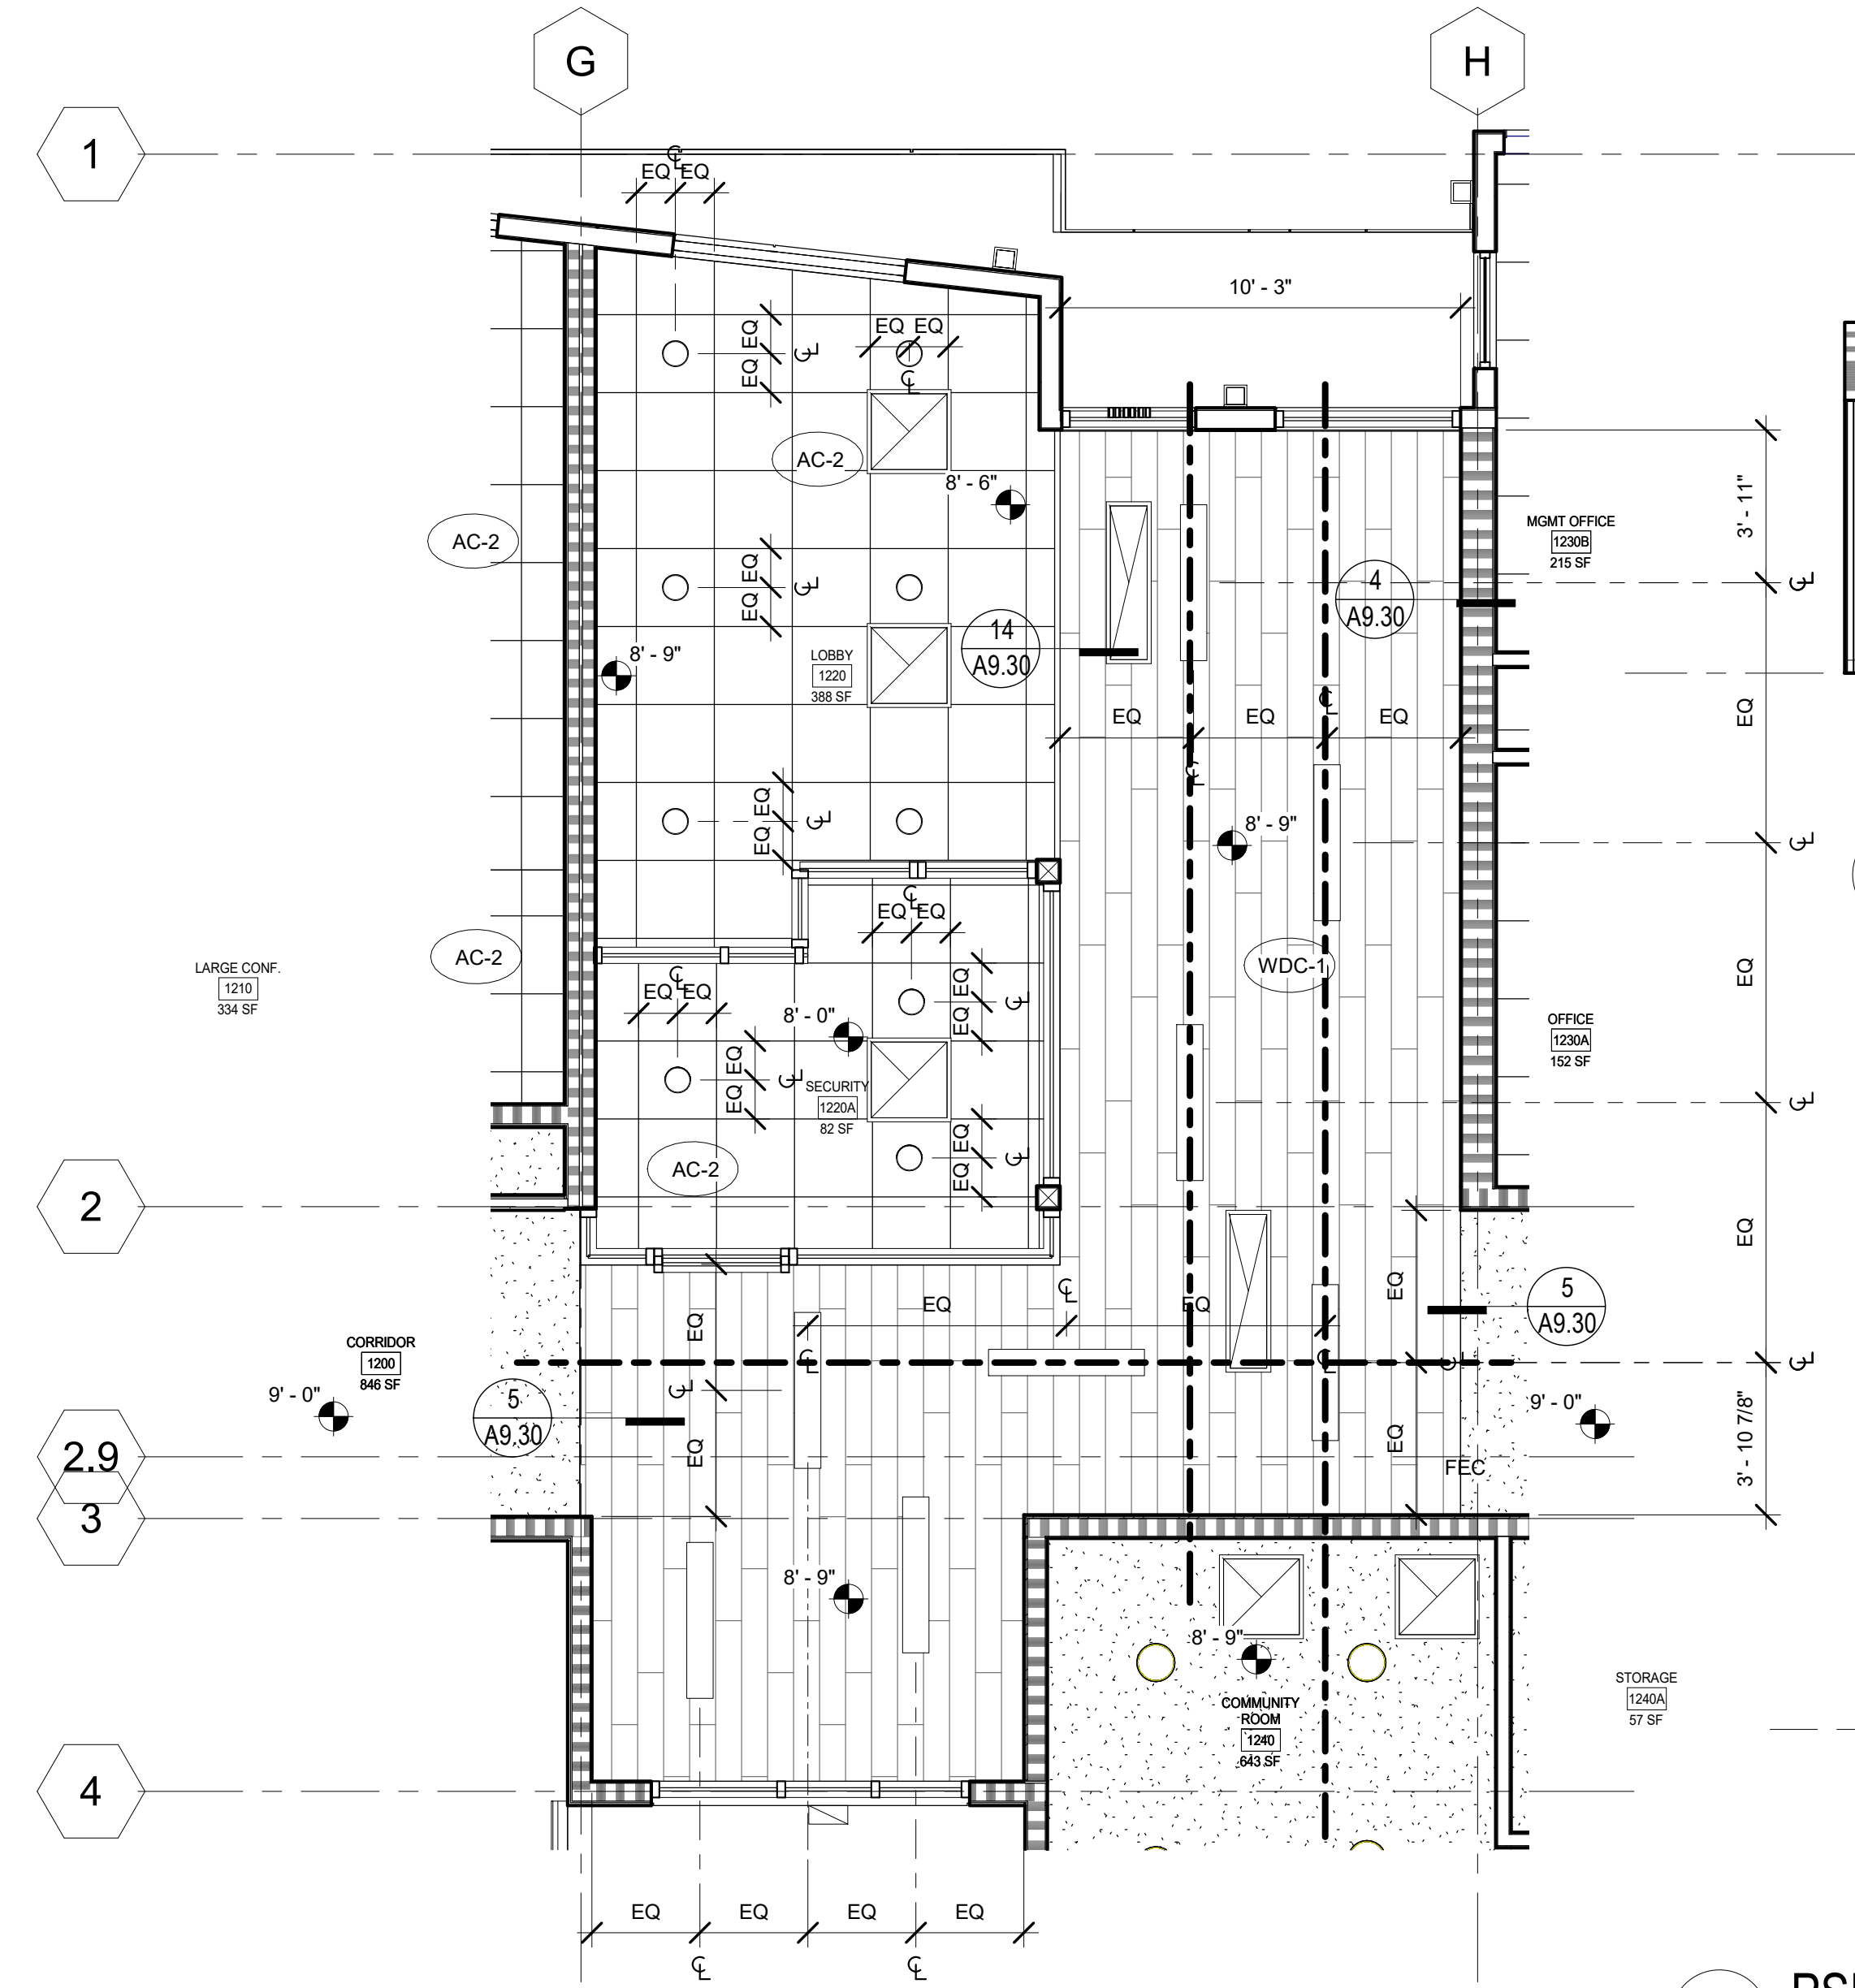 G
H
1
EQ
℄
EQ
10' - 3"
EQ
EQ
℄
EQ
EQ
℄
AC-2
8' - 6"
3' - 11"
AC-2
MGMT OFFICE
1230B
215 SF
℄
4
A9.30
EQ
EQ
℄
14
A9.30
LOBBY
1220
388 SF
8' - 9"
EQ
EQ
EQ
℄
EQ
℄
EQ
EQ
℄
8' - 9"
℄
EQ
℄
EQ
EQ
WDC-1
AC-2
LARGE CONF.
1210
334 SF
EQ
EQ
℄
EQ
℄
EQ
8' - 0"
EQ
OFFICE
1230A
152 SF
EQ
EQ
℄
SECURITY
1220A
82 SF
℄
AC-2
EQ
EQ
℄
2
EQ
EQ
EQ
℄
EQ
EQ
5
A9.30
CORRIDOR
1200
846 SF
℄
℄
℄
℄
℄
9' - 0"
5
A9.30
9' - 0"
3' - 10 7/8"
EQ
EQ
2.9
FEC
3
8' - 9"
8' - 9"
COMMUNITY
ROOM
1240
643 SF
STORAGE
1240A
57 SF
4
EQ
EQ
EQ
EQ
℄
℄